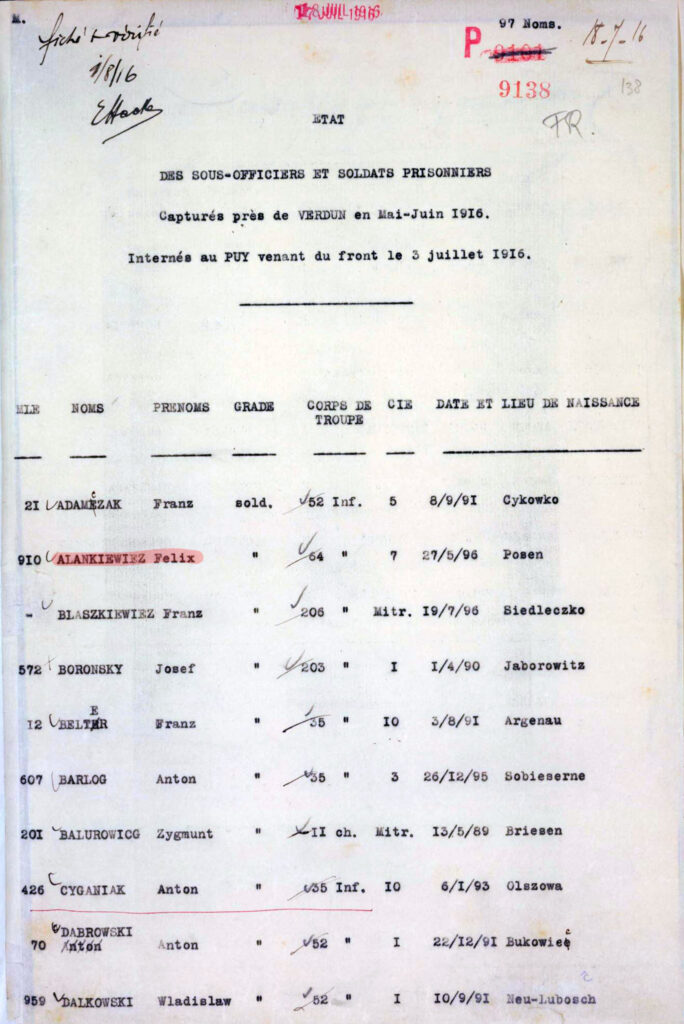 M.
fiché + vérifié
1/8/16
97 Noms.
18-7-16
P 9101
9138
138
FR.
ETAT
DES SOUS-OFFICIERS ET SOLDATS PRISONNIERS
Capturés près de VERDUN en Mai-Juin 1916.
Internés au PUY venant du front le 3 juillet 1916.
MLE NOMS PRENOMS GRADE CORPS DE TROUPE CIE DATE ET LIEU DE NAISSANCE
21 ADAMCZAK Franz sold. 52 Inf. 5 8/9/91 Cykowko
910 ALANKIEWIEZ Felix " 64 " 7 27/5/96 Posen
- BLASZKIEWIEZ Franz " 206 " Mitr. 19/7/96 Siedleczko
572 BORONSKY Josef " 203 " I 1/4/90 Jaborowitz
12 BELTER Franz " 35 " 10 3/8/91 Argenau
607 BARLOG Anton " 35 " 3 26/12/95 Sobieserne
201 BALUROWICG Zygmunt " 11 ch. Mitr. 13/5/89 Briesen
426 CYGANIAK Anton " 35 Inf. 10 6/1/93 Olszowa
DABROWSKI
70 Anton Anton " 52 " I 22/12/91 Bukowiec
959 DALKOWSKI Wladislaw " 52 " I 10/9/91 Neu-Lubosch